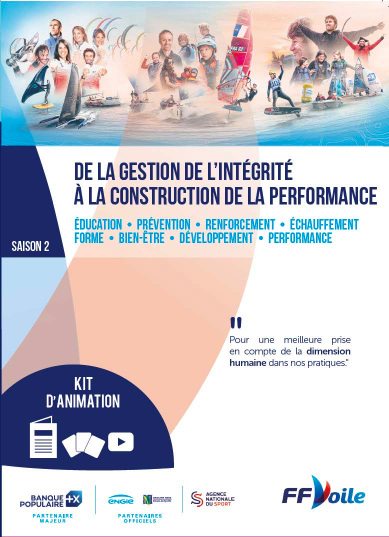 DE LA GESTION DE L'INTÉGRITÉ
À LA CONSTRUCTION DE LA PERFORMANCE
ÉDUCATION • PRÉVENTION • RENFORCEMENT • ÉCHAUFFEMENT
FORME • BIEN-ÊTRE • DÉVELOPPEMENT • PERFORMANCE
SAISON 2
"
Pour une meilleure prise
en compte de la dimension
humaine dans nos pratiques."
KIT
D'ANIMATION
BANQUE
POPULAIRE
PARTENAIRE
MAJEUR
ENGIE
PARTENAIRES
OFFICIELS
AGENCE
NATIONALE
DU SPORT
FFVoile